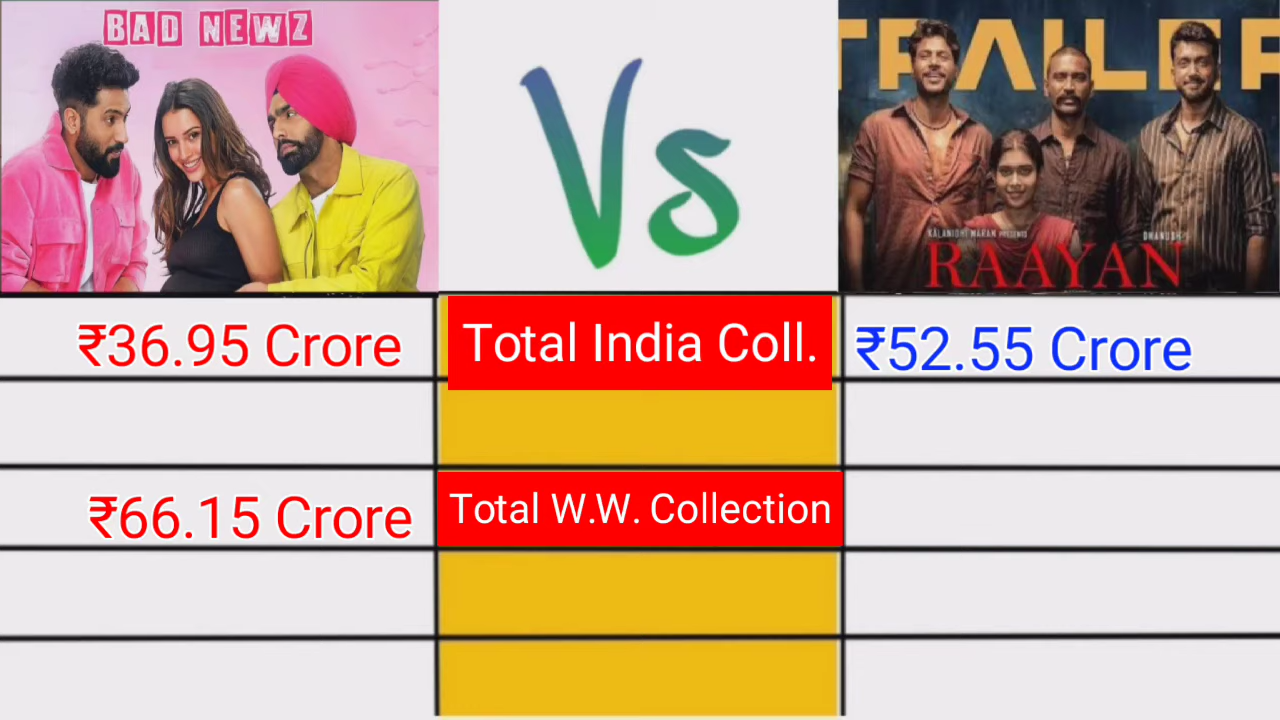 BAD NEWZ
Vs
TRAILER
KALANIDHI MARAN PRESENTS
DHANUSH'S
RAAYAN
₹36.95 Crore
Total India Coll.
₹52.55 Crore
₹66.15 Crore
Total W.W. Collection